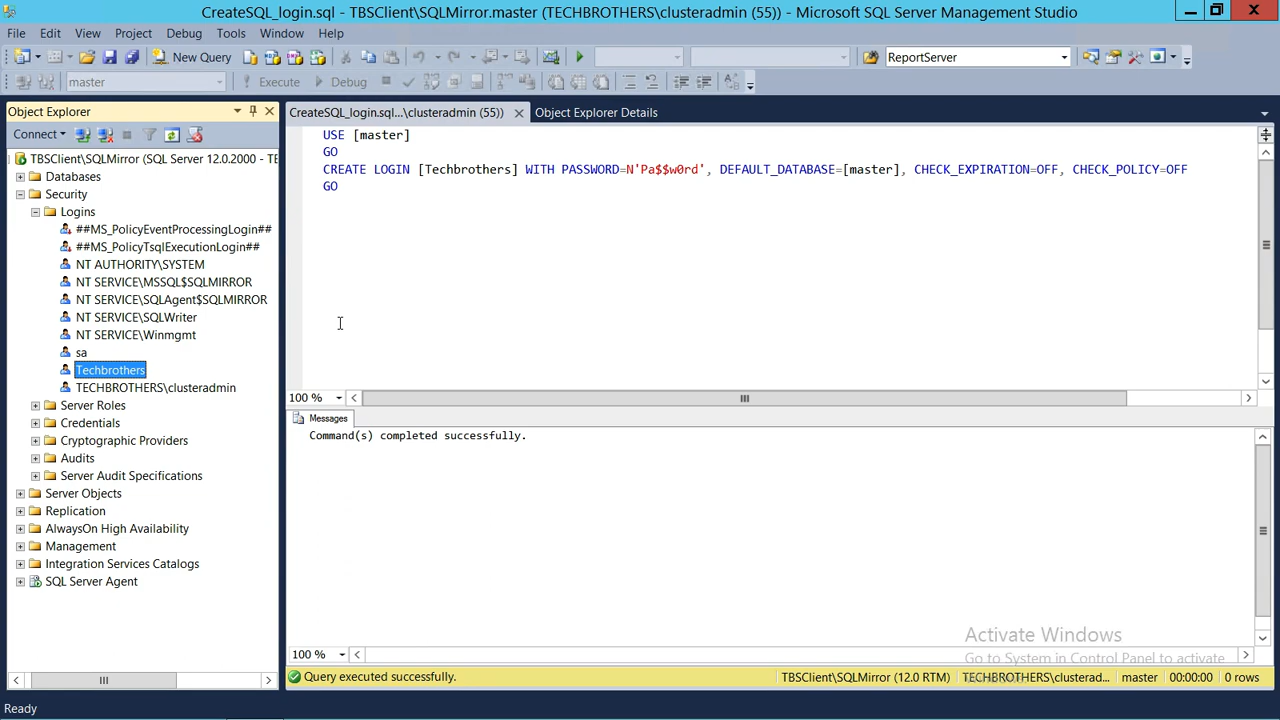 CreateSQL_login.sql - TBSClient\SQLMirror.master (TECHBROTHERS\clusteradmin (55)) - Microsoft SQL Server Management Studio
File Edit View Project Debug Tools Window Help
New Query ReportServer
master Execute Debug
Object Explorer
Connect
TBSClient\SQLMirror (SQL Server 12.0.2000 - TE
Databases
Security
Logins
##MS_PolicyEventProcessingLogin##
##MS_PolicyTsqlExecutionLogin##
NT AUTHORITY\SYSTEM
NT SERVICE\MSSQL$SQLMIRROR
NT SERVICE\SQLAgent$SQLMIRROR
NT SERVICE\SQLWriter
NT SERVICE\Winmgmt
sa
Techbrothers
TECHBROTHERS\clusteradmin
Server Roles
Credentials
Cryptographic Providers
Audits
Server Audit Specifications
Server Objects
Replication
AlwaysOn High Availability
Management
Integration Services Catalogs
SQL Server Agent
CreateSQL_login.sql...\clusteradmin (55)) Object Explorer Details
USE [master]
GO
CREATE LOGIN [Techbrothers] WITH PASSWORD=N'Pa$$w0rd', DEFAULT_DATABASE=[master], CHECK_EXPIRATION=OFF, CHECK_POLICY=OFF
GO
100 %
Messages
Command(s) completed successfully.
100 %
Activate Windows
Go to System in Control Panel to activate
Query executed successfully. TBSClient\SQLMirror (12.0 RTM) TECHBROTHERS\clusterad... master 00:00:00 0 rows
Ready